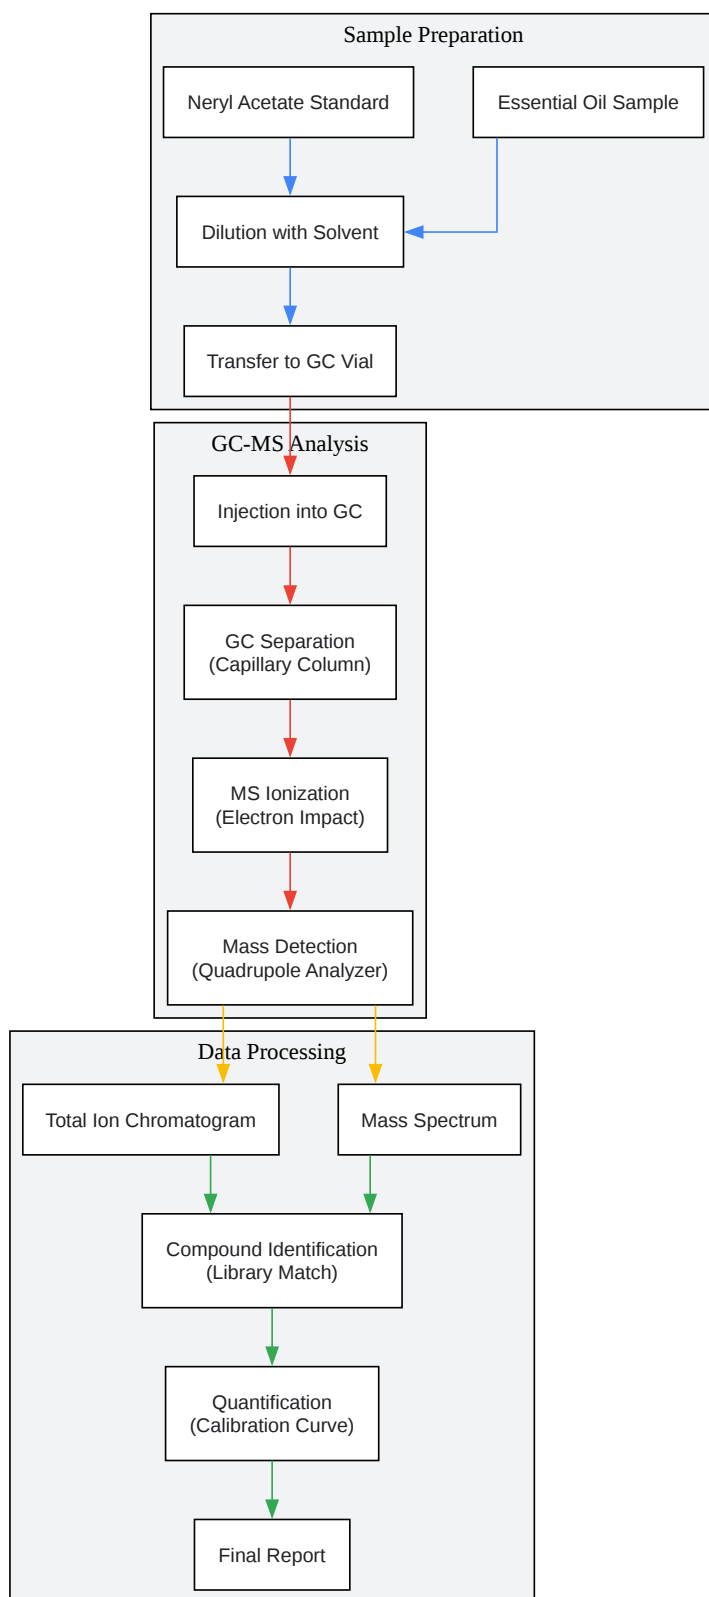 Sample Preparation
Neryl Acetate Standard
Essential Oil Sample
Dilution with Solvent
Transfer to GC Vial
GC-MS Analysis
Injection into GC
GC Separation
(Capillary Column)
MS Ionization
(Electron Impact)
Mass Detection
(Quadrupole Analyzer)
Data Processing
Total Ion Chromatogram
Mass Spectrum
Compound Identification
(Library Match)
Quantification
(Calibration Curve)
Final Report